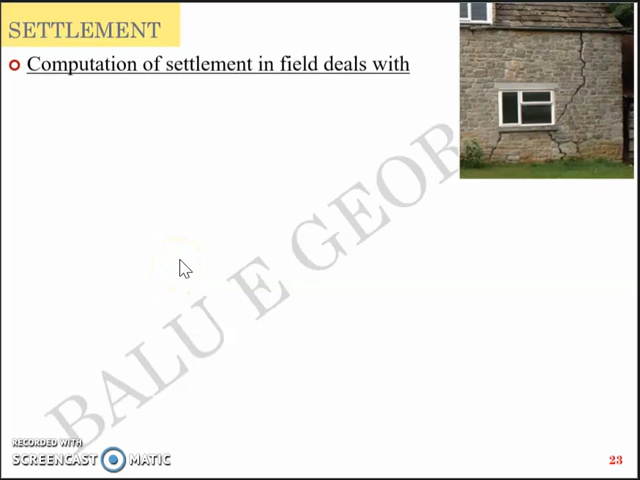 SETTLEMENT
Computation of settlement in field deals with
BALU E GEOR
RECORDED WITH
SCREENCAST MATIC
23